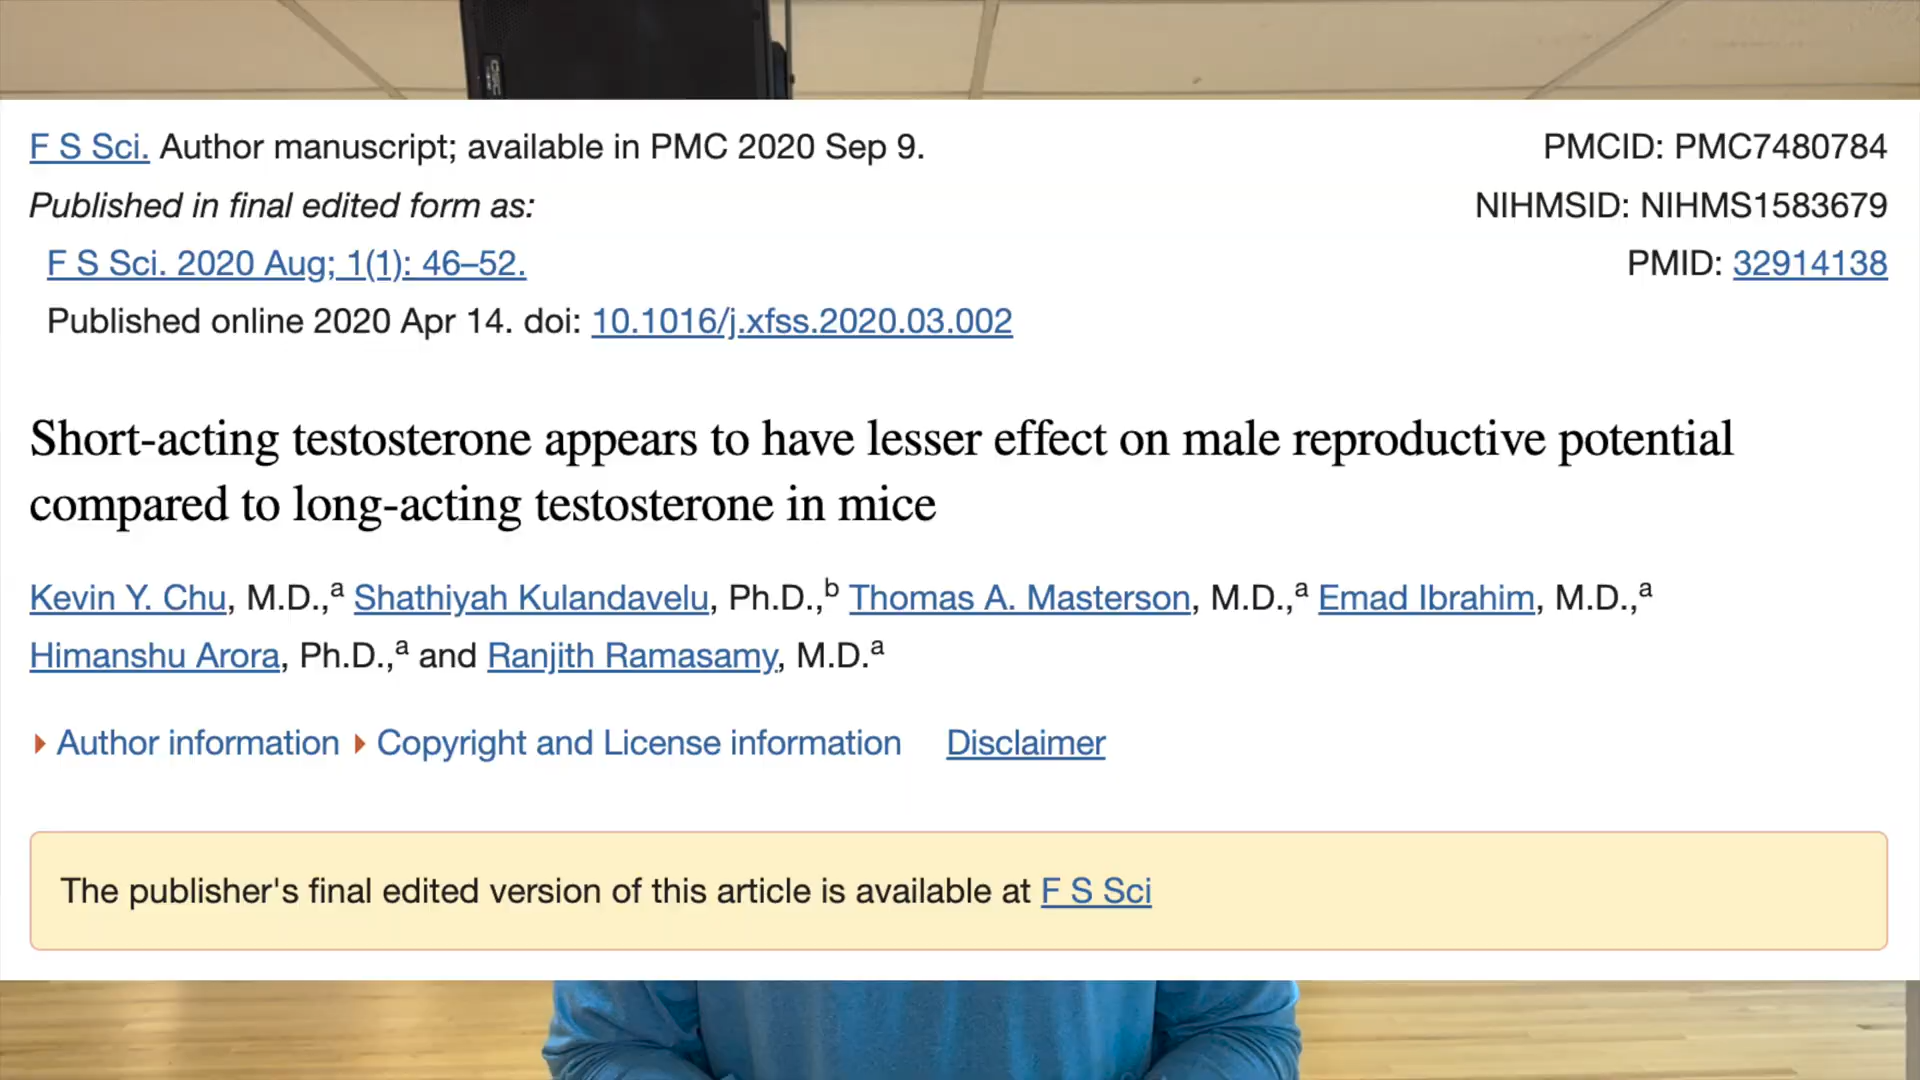 F S Sci. Author manuscript; available in PMC 2020 Sep 9.
PMCID: PMC7480784
Published in final edited form as:
NIHMSID: NIHMS1583679
F S Sci. 2020 Aug; 1(1): 46–52.
PMID: 32914138
Published online 2020 Apr 14. doi: 10.1016/j.xfss.2020.03.002
Short-acting testosterone appears to have lesser effect on male reproductive potential
compared to long-acting testosterone in mice
Kevin Y. Chu, M.D.,a Shathiyah Kulandavelu, Ph.D.,b Thomas A. Masterson, M.D.,a Emad Ibrahim, M.D.,a
Himanshu Arora, Ph.D.,a and Ranjith Ramasamy, M.D.a
Author information Copyright and License information Disclaimer
The publisher's final edited version of this article is available at F S Sci